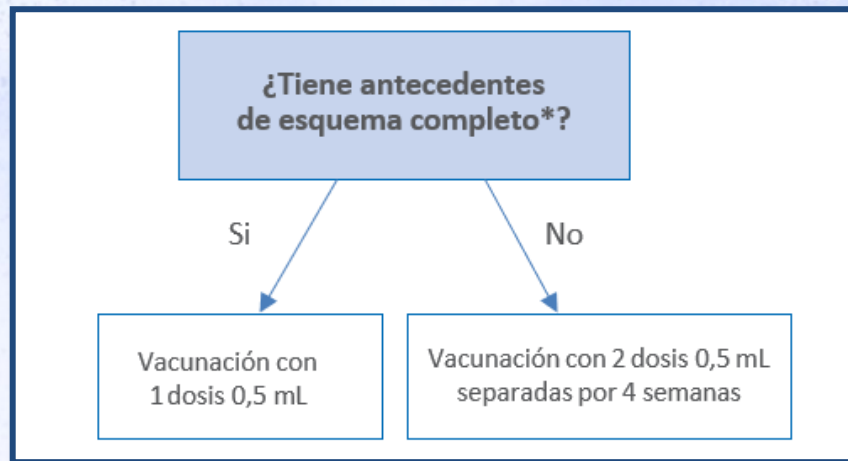 ¿Tiene antecedentes
de esquema completo*?
Si
No
Vacunación con
1 dosis 0,5 mL
Vacunación con 2 dosis 0,5 mL
separadas por 4 semanas